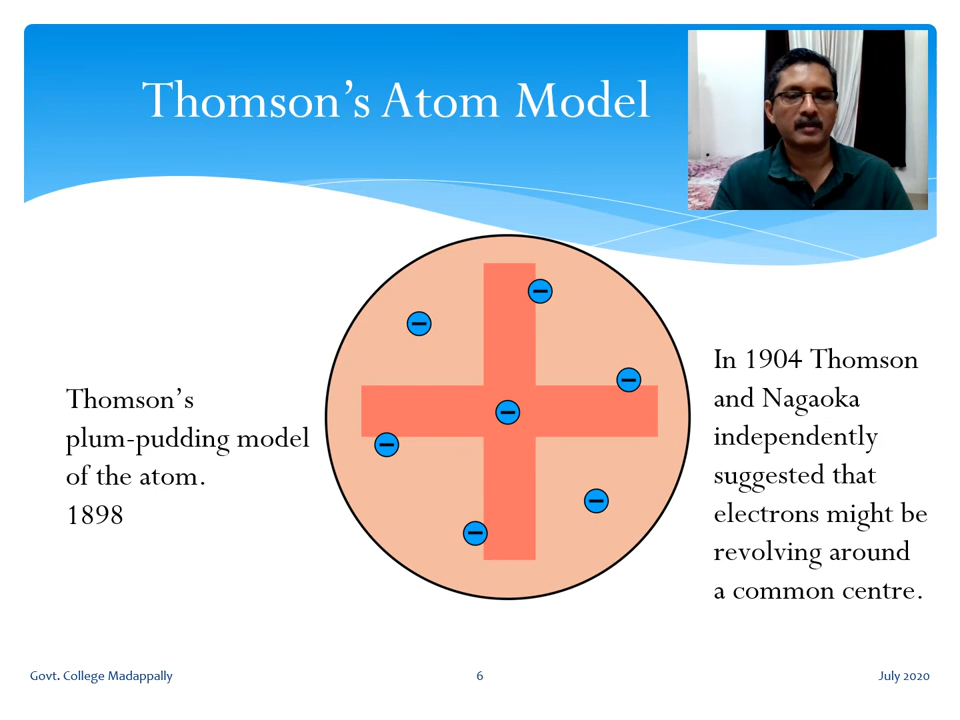 Thomson’s Atom Model
Thomson’s
plum-pudding model
of the atom.
1898
In 1904 Thomson
and Nagaoka
independently
suggested that
electrons might be
revolving around
a common centre.
Govt. College Madappally
6
July 2020